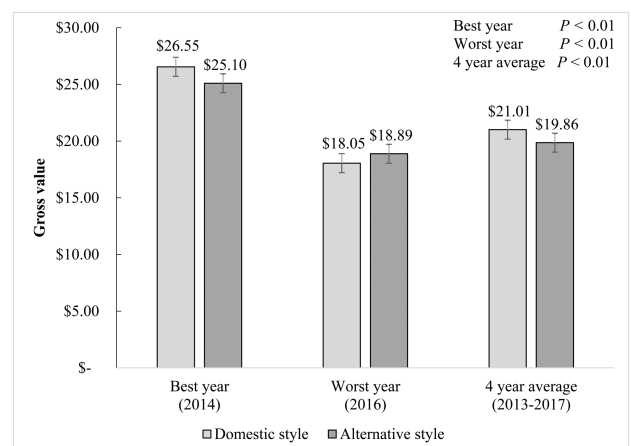 $30.00
$25.00
$20.00
$15.00
$10.00
$5.00
$-
Gross value
Best year P < 0.01
Worst year P < 0.01
4 year average P < 0.01
$26.55
$25.10
$18.05
$18.89
$21.01
$19.86
Best year
(2014)
Worst year
(2016)
4 year average
(2013-2017)
Domestic style
Alternative style